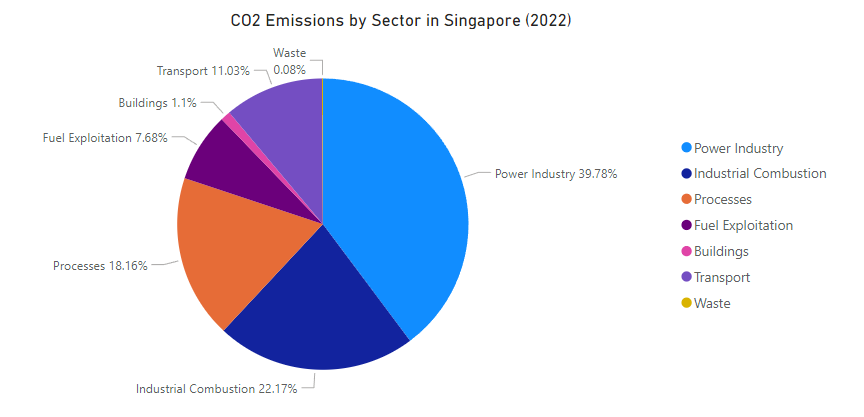 CO2 Emissions by Sector in Singapore (2022)
Waste
0.08%
Transport 11.03%
Buildings 1.1%
Fuel Exploitation 7.68%
Power Industry 39.78%
Processes 18.16%
Industrial Combustion 22.17%
Power Industry
Industrial Combustion
Processes
Fuel Exploitation
Buildings
Transport
Waste